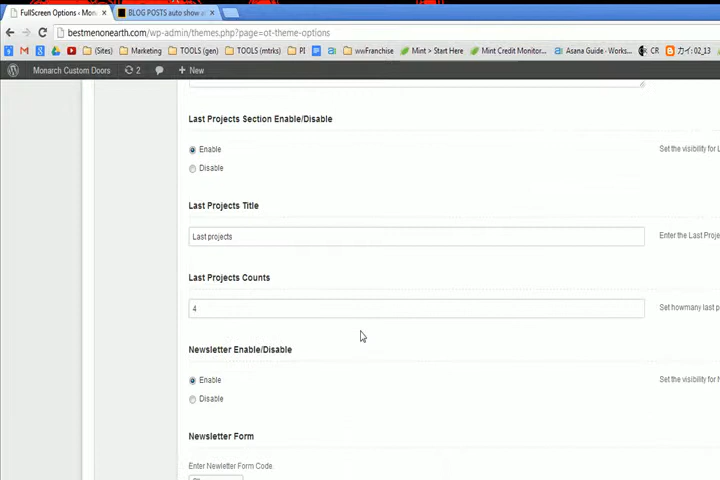 FullScreen Options ‹ Mon
BLOG POSTS auto show a
bestmenonearth.com/wp-admin/themes.php?page=ot-theme-options
(Sites)
Marketing
TOOLS (gen)
TOOLS (mtrks)
PI
wwFranchise
Mint > Start Here
Mint Credit Monitor...
Asana Guide - Works...
CR
カイ: 02_13
Monarch Custom Doors
2
+ New
Last Projects Section Enable/Disable
Enable
Set the visibility for L
Disable
Last Projects Title
Last projects
Enter the Last Proje
Last Projects Counts
4
Set howmany last p
Newsletter Enable/Disable
Enable
Set the visibility for N
Disable
Newsletter Form
Enter Newletter Form Code.